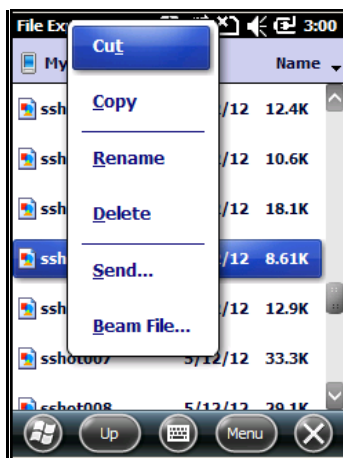 File Ex 3:00
Cut
My Name
Copy
ssh /12 12.4K
Rename
ssh /12 10.6K
Delete
ssh /12 18.1K
ssh /12 8.61K
Send...
ssh /12 12.9K
Beam File...
sshot007 5/12/12 33.3K
sshot008 5/12/12 29.1K
Up Menu